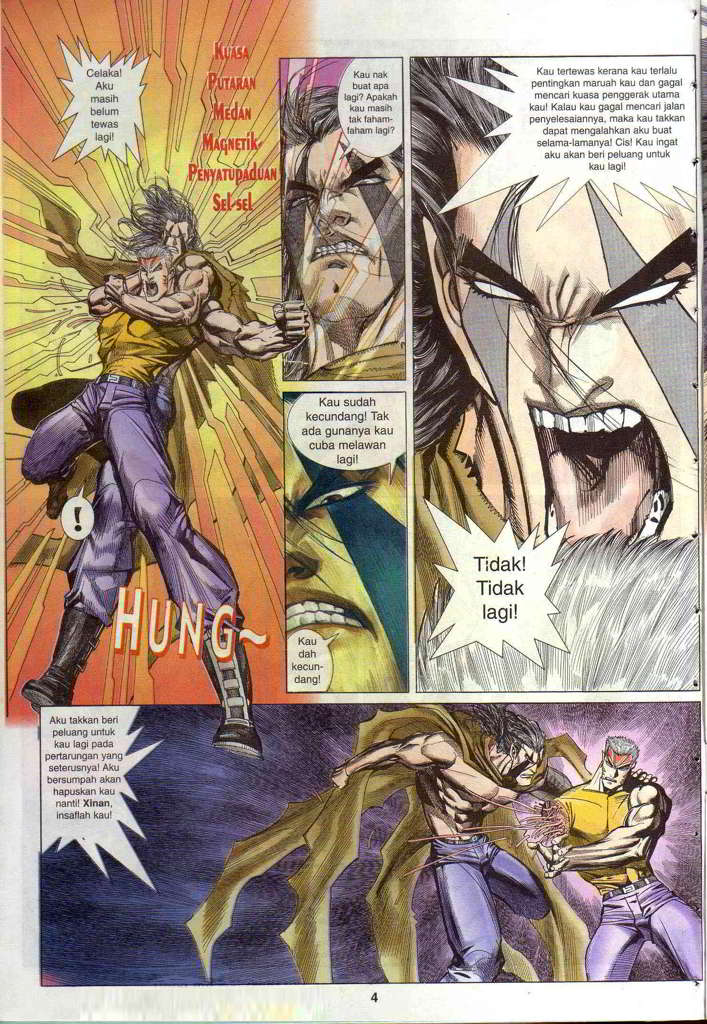 Celaka!
Aku
masih
belum
tewas
lagi!
KUASA
PUTARAN
MEDAN
MAGNETIK
PENYATUPADUAN
SEL-SEL
!
HUNG~
Kau nak
buat apa
lagi? Apakah
kau masih
tak faham-
faham lagi?
Kau sudah
kecundang! Tak
ada gunanya kau
cuba melawan
lagi!
Kau
dah
kecun-
dang!
Kau tertewas kerana kau terlalu
pentingkan maruah kau dan gagal
mencari kuasa penggerak utama
kau! Kalau kau gagal mencari jalan
penyelesaiannya, maka kau takkan
dapat mengalahkan aku buat
selama-lamanya! Cis! Kau ingat
aku akan beri peluang untuk
kau lagi!
Tidak!
Tidak
lagi!
Aku takkan beri
peluang untuk
kau lagi pada
pertarungan yang
seterusnya! Aku
bersumpah akan
hapuskan kau
nanti! Xinan,
insaflah kau!
4